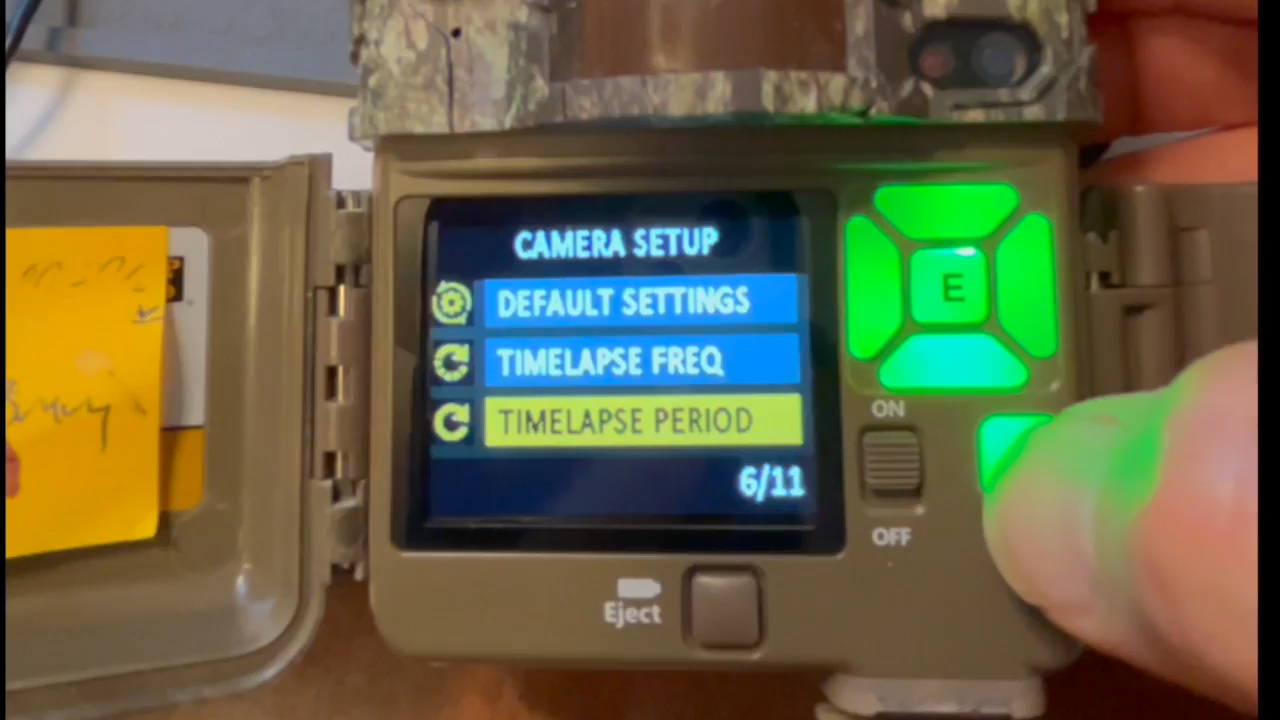 CAMERA SETUP
DEFAULT SETTINGS
TIMELAPSE FREQ
TIMELAPSE PERIOD
6/11
E
ON
OFF
Eject